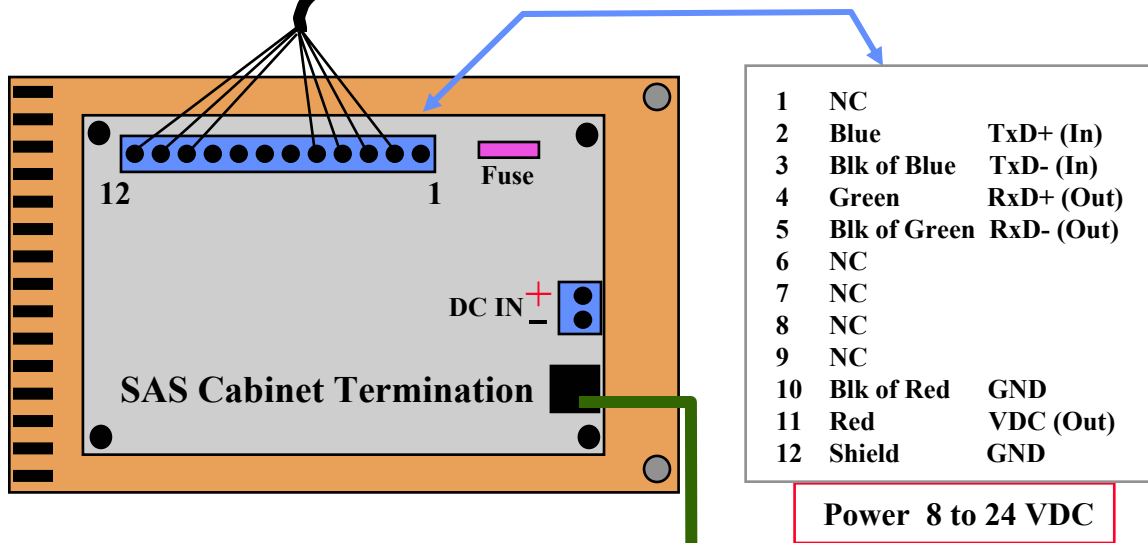 12
1
Fuse
DC IN + −
SAS Cabinet Termination
1 NC
2 Blue TxD+ (In)
3 Blk of Blue TxD- (In)
4 Green RxD+ (Out)
5 Blk of Green RxD- (Out)
6 NC
7 NC
8 NC
9 NC
10 Blk of Red GND
11 Red VDC (Out)
12 Shield GND
Power 8 to 24 VDC